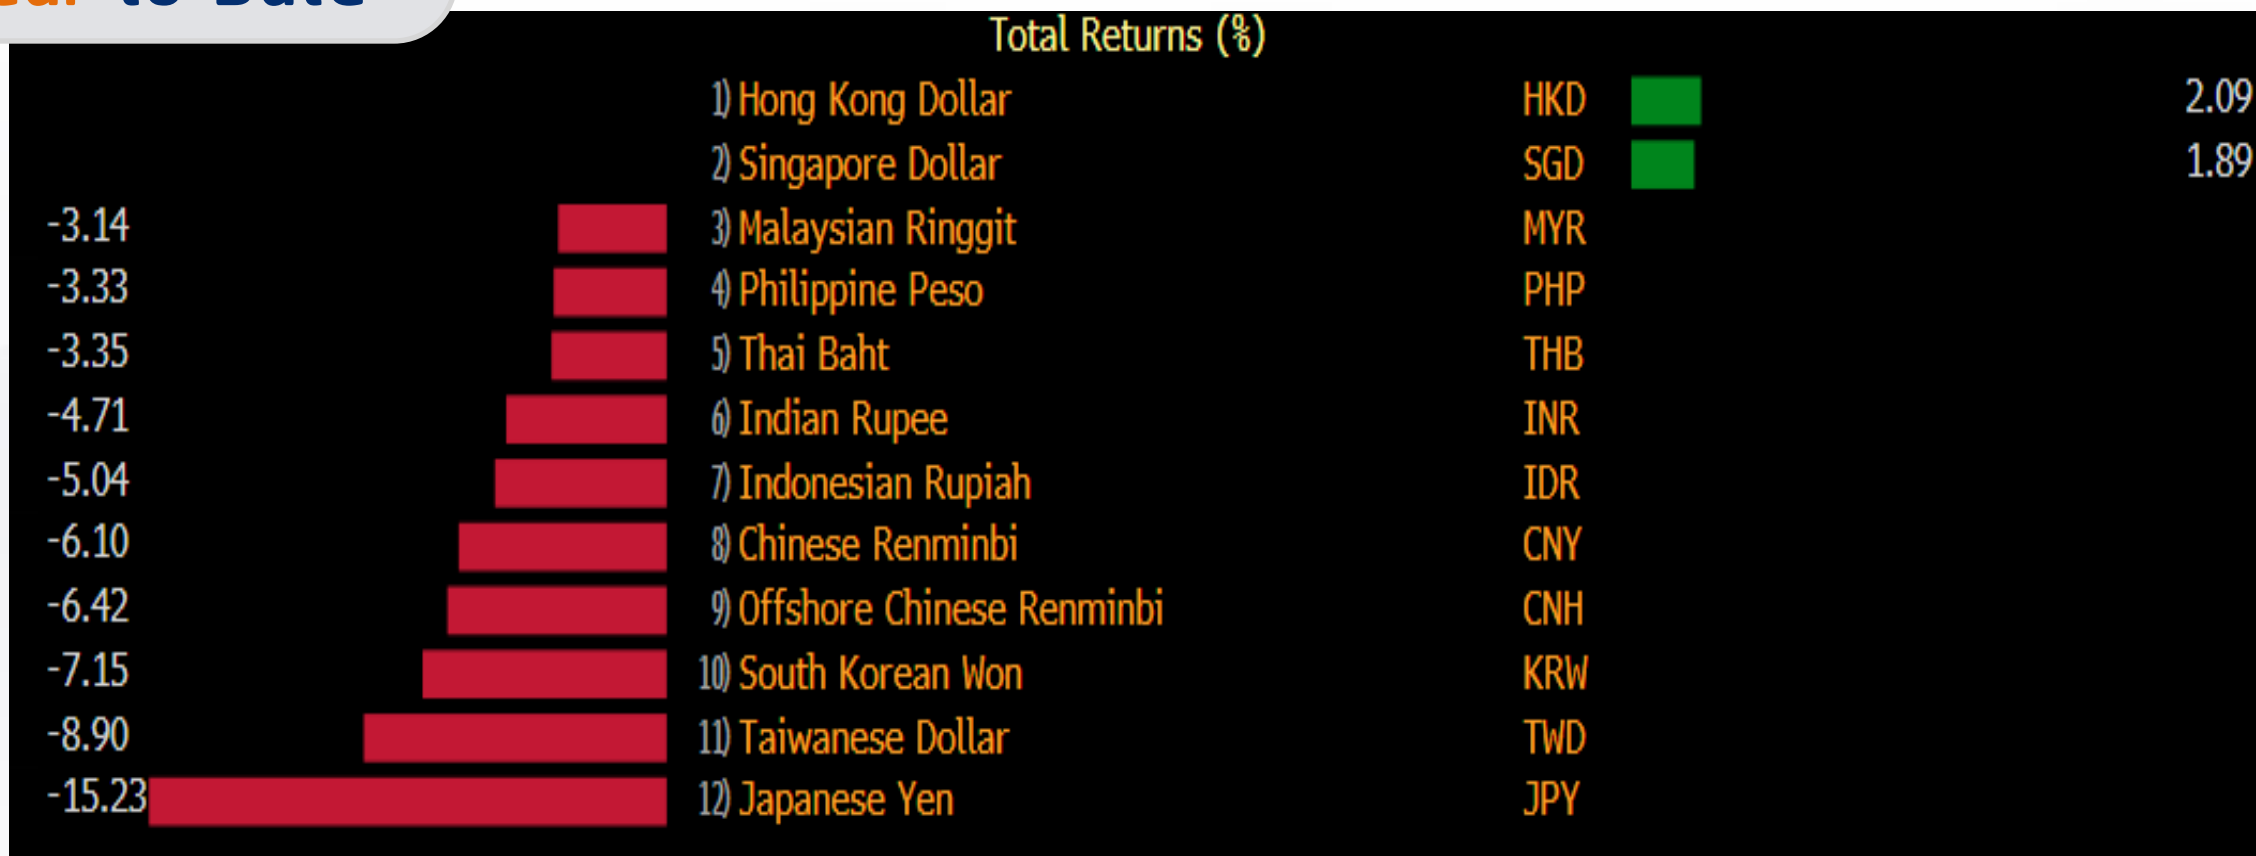 to Date
Total Returns (%)
1) Hong Kong Dollar HKD 2.09
2) Singapore Dollar SGD 1.89
-3.14 3) Malaysian Ringgit MYR
-3.33 4) Philippine Peso PHP
-3.35 5) Thai Baht THB
-4.71 6) Indian Rupee INR
-5.04 7) Indonesian Rupiah IDR
-6.10 8) Chinese Renminbi CNY
-6.42 9) Offshore Chinese Renminbi CNH
-7.15 10) South Korean Won KRW
-8.90 11) Taiwanese Dollar TWD
-15.23 12) Japanese Yen JPY